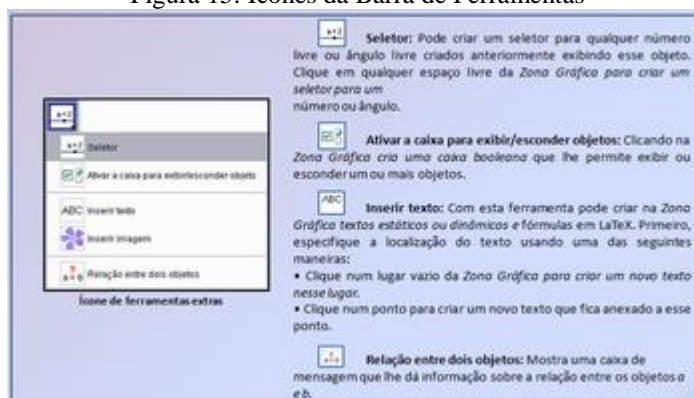 Figura 15: Ícones da Barra de Ferramentas
a=2
Seletor: Pode criar um seletor para qualquer número
livre ou ângulo livre criados anteriormente exibindo esse objeto.
Clique em qualquer espaço livre da Zona Gráfica para criar um
seletor para um
número ou ângulo.
Ativar a caixa para exibir/esconder objetos: Clicando na
Zona Gráfica cria uma caixa booleana que lhe permite exibir ou
esconder um ou mais objetos.
ABC
Inserir texto: Com esta ferramenta pode criar na Zona
Gráfica textos estáticos ou dinâmicos e fórmulas em LaTeX. Primeiro,
especifique a localização do texto usando uma das seguintes
maneiras:
• Clique num lugar vazio da Zona Gráfica para criar um novo texto
nesse lugar.
• Clique num ponto para criar um novo texto que fica anexado a esse
ponto.
Relação entre dois objetos: Mostra uma caixa de
mensagem que lhe dá informação sobre a relação entre os objetos a
e b.
a=2
a=2 Seletor
Ativar a caixa para exibir/esconder objeto
ABC Inserir texto
Inserir imagem
a=b Relação entre dois objetos
Ícone de ferramentas extras